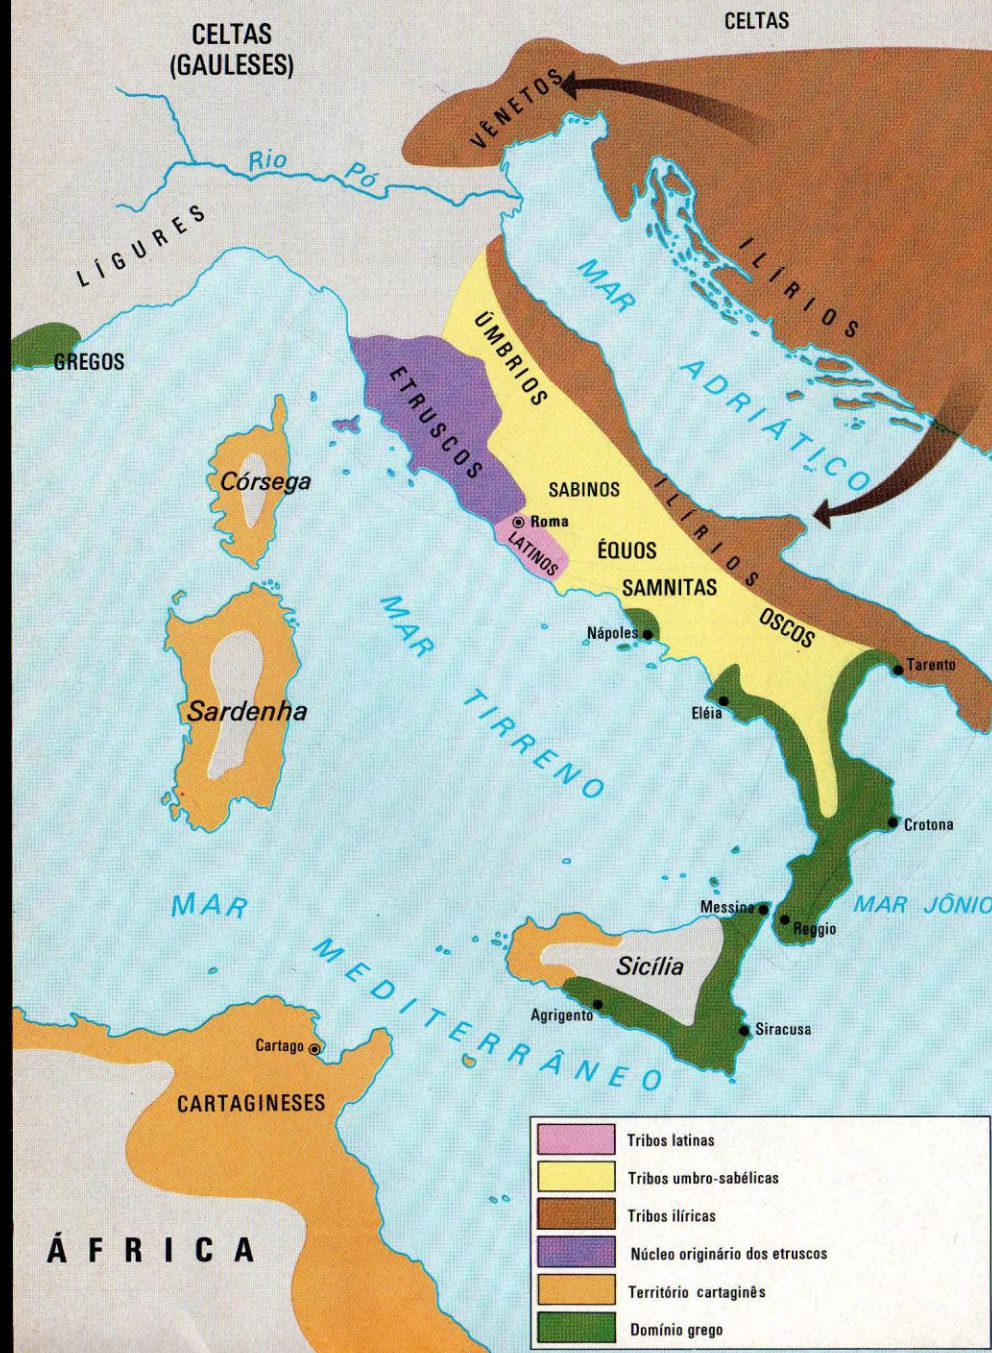 CELTAS
(GAULESES)
CELTAS
VÊNETOS
Rio Pó
LÍGURES
ILÍRIOS
MAR
ADRIÁTICO
GREGOS
ÚMBRIOS
ETRUSCOS
Córsega
SABINOS
ILÍRIOS
Roma
LATINOS
ÉQUOS
SAMNITAS
OSCOS
MAR
TIRRENO
Nápoles
Tarento
Eléia
Sardenha
Crotona
MAR
MEDITERRÂNEO
Messina
Reggio
MAR JÔNIO
Sicília
Agrigento
Siracusa
Cartago
CARTAGINESES
ÁFRICA
Tribos latinas
Tribos umbro-sabélicas
Tribos ilíricas
Núcleo originário dos etruscos
Território cartaginês
Domínio grego